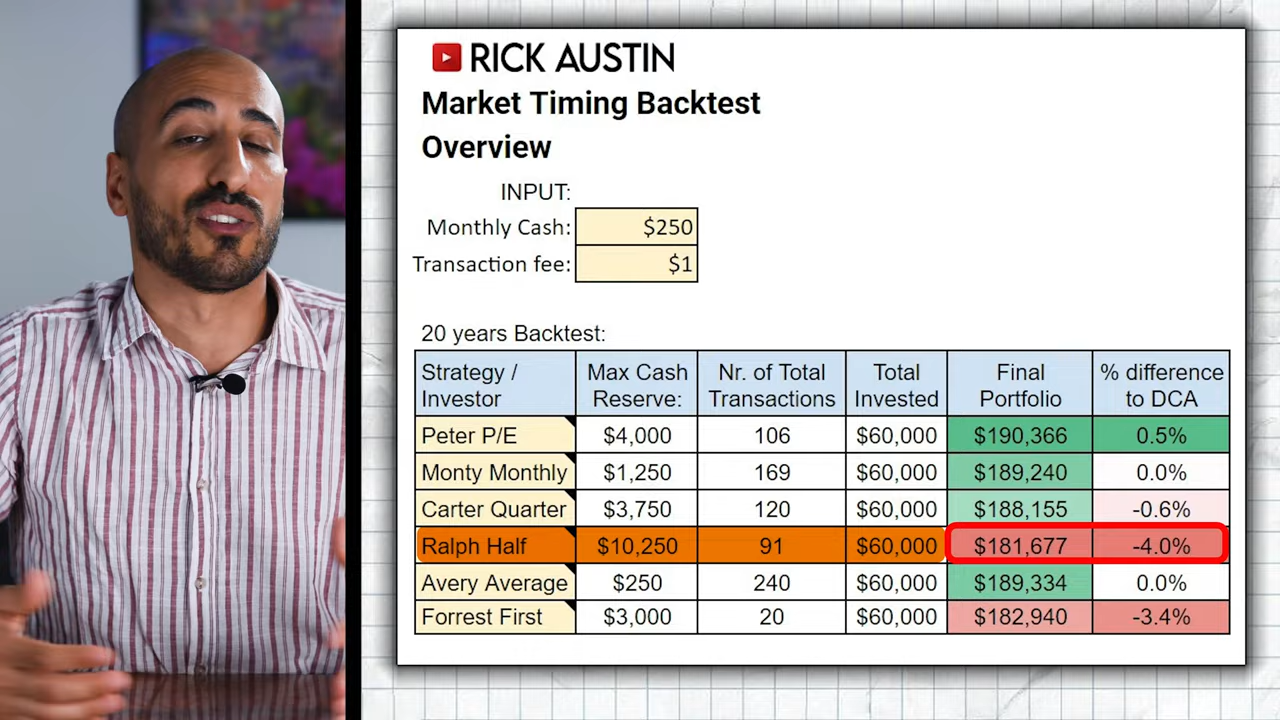 RICK AUSTIN
Market Timing Backtest
Overview
INPUT:
Monthly Cash: $250
Transaction fee: $1
20 years Backtest:
Strategy / Max Cash Nr. of Total Total Final % difference
Investor Reserve: Transactions Invested Portfolio to DCA
Peter P/E $4,000 106 $60,000 $190,366 0.5%
Monty Monthly $1,250 169 $60,000 $189,240 0.0%
Carter Quarter $3,750 120 $60,000 $188,155 -0.6%
Ralph Half $10,250 91 $60,000 $181,677 -4.0%
Avery Average $250 240 $60,000 $189,334 0.0%
Forrest First $3,000 20 $60,000 $182,940 -3.4%